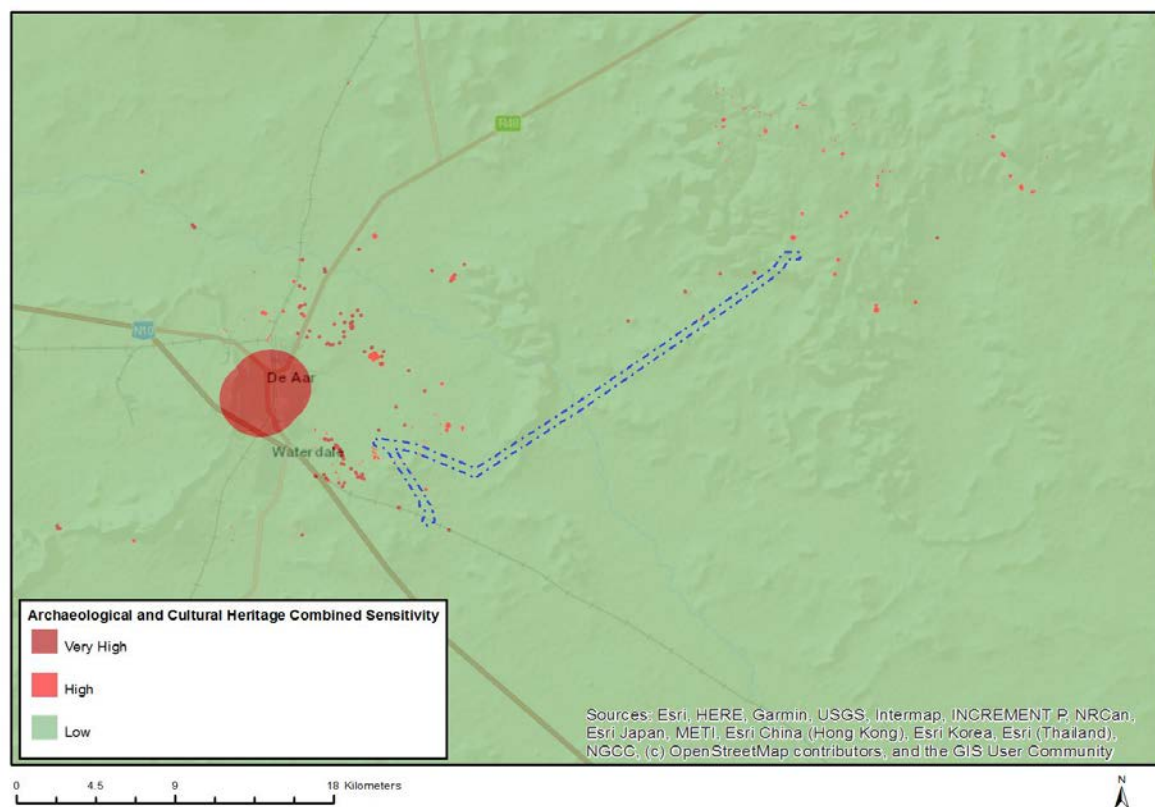 N10
De Aar
Waterdale
Archaeological and Cultural Heritage Combined Sensitivity
Very High
High
Low
Sources: Esri, HERE, Garmin, USGS, Intermap, INCREMENT P, NRCan,
Esri Japan, METI, Esri China (Hong Kong), Esri Korea, Esri (Thailand),
NGCC, (c) OpenStreetMap contributors, and the GIS User Community
0 4.5 9 18 Kilometers
N